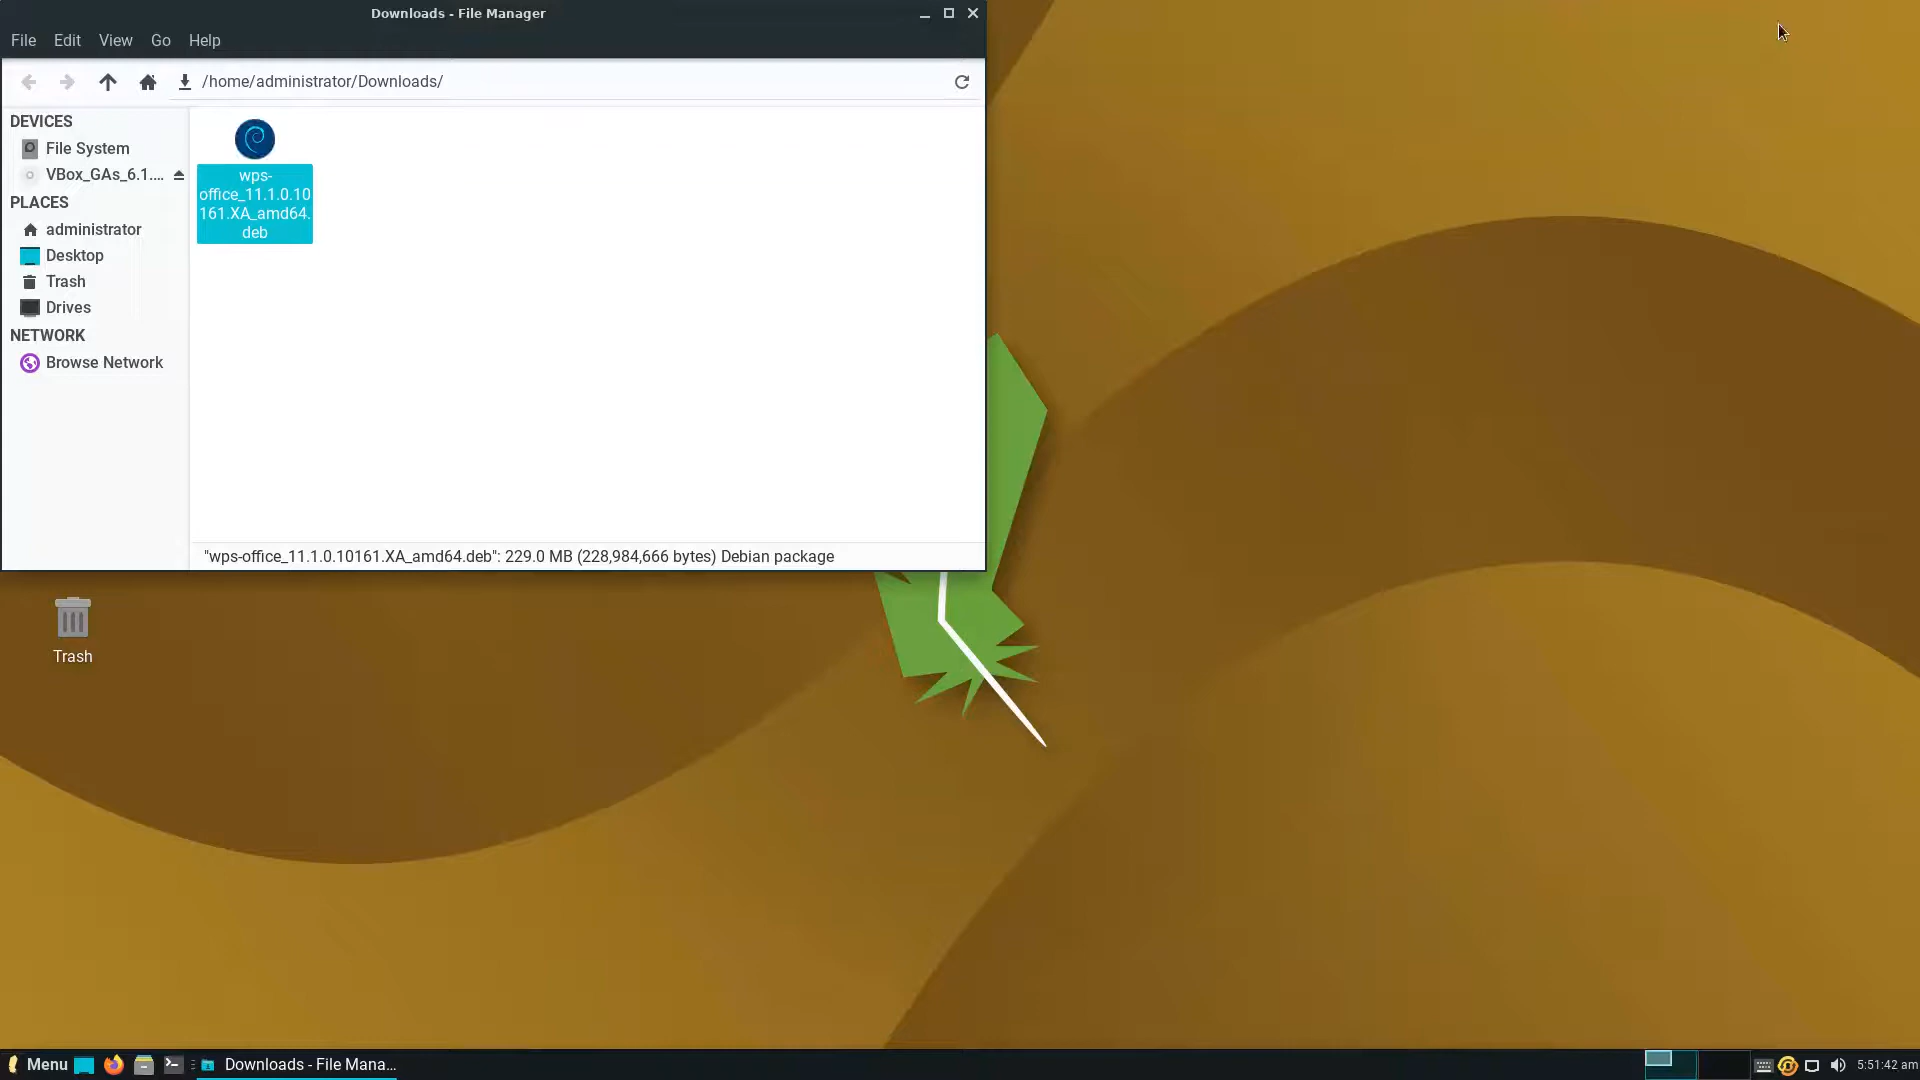 Downloads - File Manager
File Edit View Go Help
/home/administrator/Downloads/
DEVICES
File System
VBox_GAs_6.1....
PLACES
administrator
Desktop
Trash
Drives
NETWORK
Browse Network
wps-
office_11.1.0.10
161.XA_amd64.
deb
"wps-office_11.1.0.10161.XA_amd64.deb": 229.0 MB (228,984,666 bytes) Debian package
Trash
Menu
Downloads - File Mana...
5:51:42 am